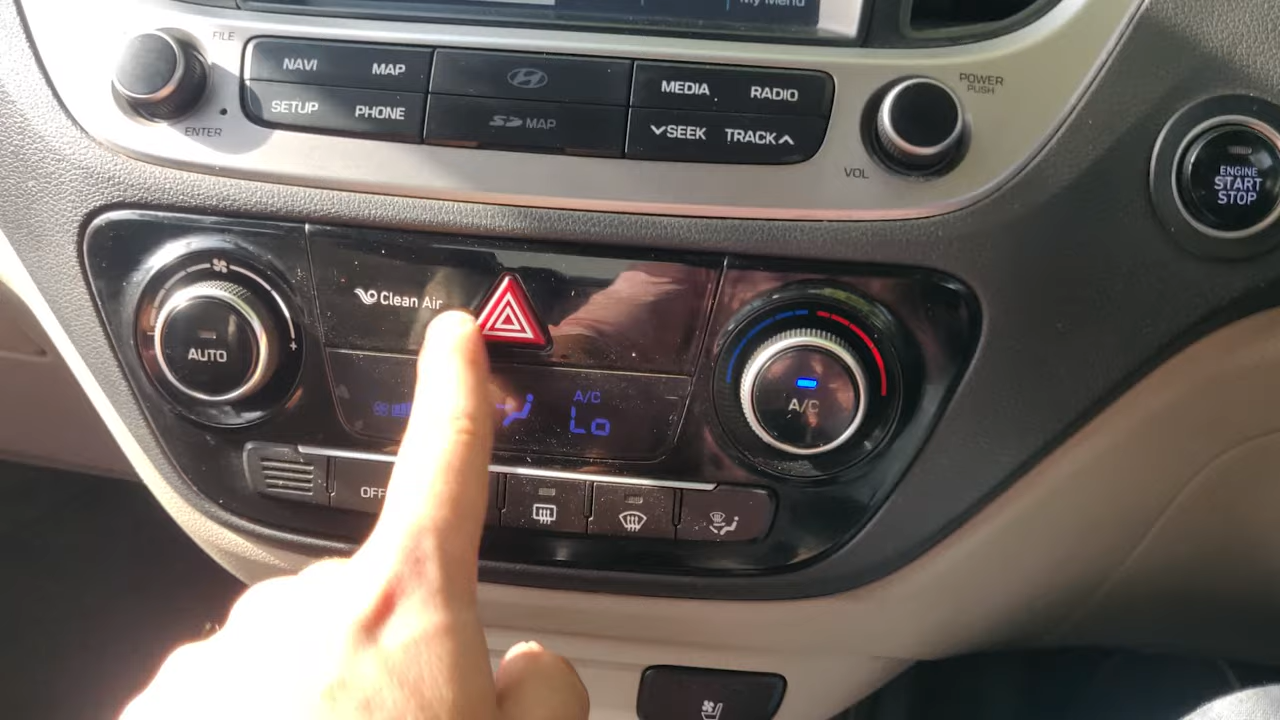 My Menu
FILE
NAVI MAP
SETUP PHONE
ENTER
SD MAP
MEDIA RADIO
SEEK TRACK
POWER
PUSH
VOL
ENGINE
START
STOP
Clean Air
AUTO
A/C
Lo
A/C
OFF